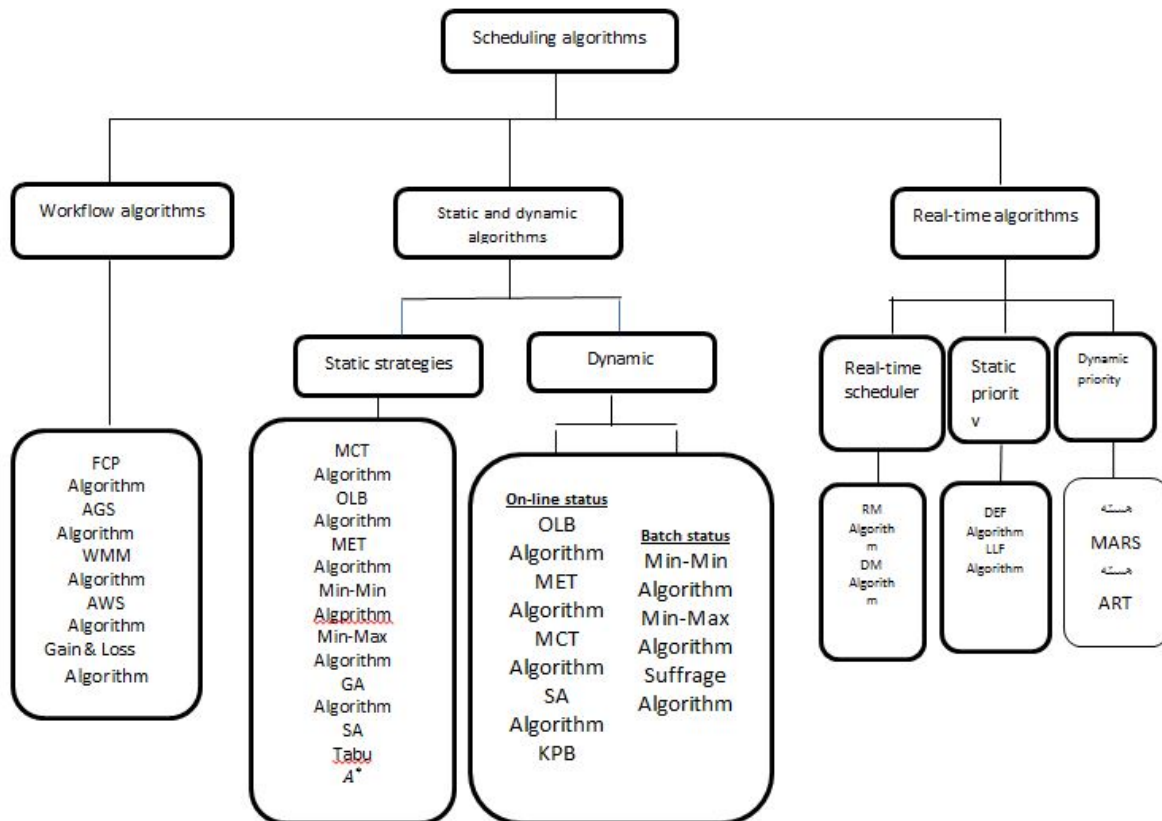 Scheduling algorithms
Workflow algorithms
Static and dynamic
algorithms
Real-time algorithms
Static strategies
Dynamic
Real-time
scheduler
Static
priorit
v
Dynamic
priority
FCP
Algorithm
AGS
Algorithm
WMM
Algorithm
AWS
Algorithm
Gain & Loss
Algorithm
MCT
Algorithm
OLB
Algorithm
MET
Algorithm
Min-Min
Algprithm
Min-Max
Algorithm
GA
Algorithm
SA
Tabu
A*
On-line status
OLB
Algorithm
MET
Algorithm
MCT
Algorithm
SA
Algorithm
KPB
Batch status
Min-Min
Algorithm
Min-Max
Algorithm
Suffrage
Algorithm
RM
Algorith
m
DM
Algorith
m
DEF
Algorithm
LLF
Algorithm
هسته
MARS
هسته
ART